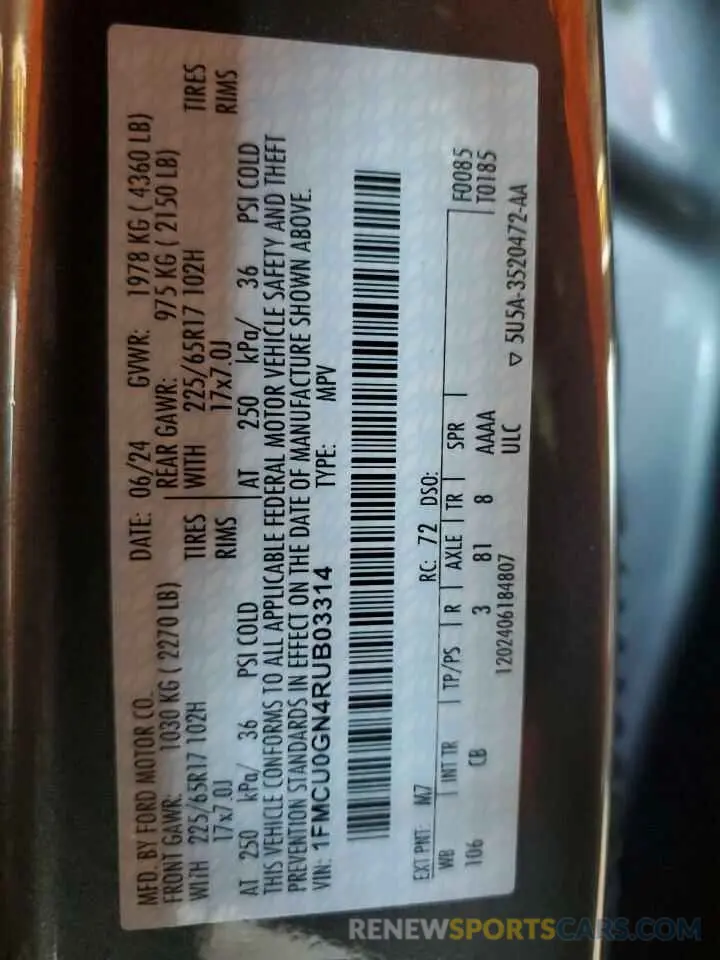 MFD. BY FORD MOTOR CO.
DATE: 06/24 GVWR: 1978 KG ( 4360 LB)
FRONT GAWR: 1030 KG ( 2270 LB)
REAR GAWR: 975 KG ( 2150 LB)
WITH 225/65R17 102H TIRES
WITH 225/65R17 102H TIRES
17x7.0J RIMS
17x7.0J RIMS
AT 250 kPa/ 36 PSI COLD
AT 250 kPa/ 36 PSI COLD
THIS VEHICLE CONFORMS TO ALL APPLICABLE FEDERAL MOTOR VEHICLE SAFETY AND THEFT
PREVENTION STANDARDS IN EFFECT ON THE DATE OF MANUFACTURE SHOWN ABOVE.
VIN: 1FMCU0GN4RUB03314 TYPE: MPV
EXT PNT: M7 RC: 72 DSO: F0085
WB INT TR TP/PS R AXLE TR SPR T0185
106 CB 3 81 8 AAAA
1202406184807 ULC ▽ 5U5A-3520472-AA
RENEWSPORTSCARS.COM